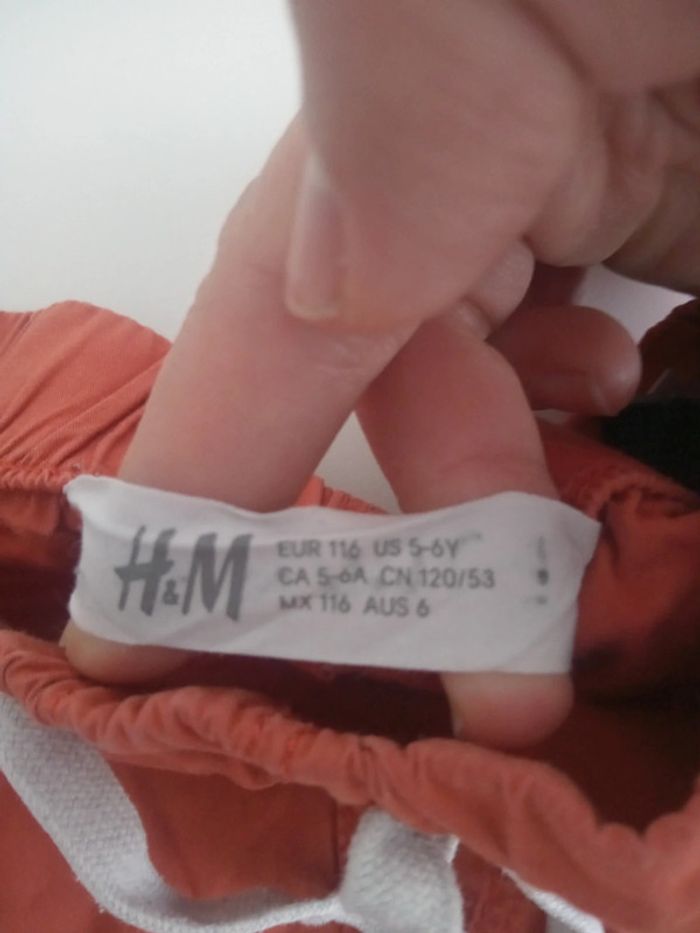 H&M
EUR 116 US 5-6Y
CA 5-6A CN 120/53
MX 116 AUS 6